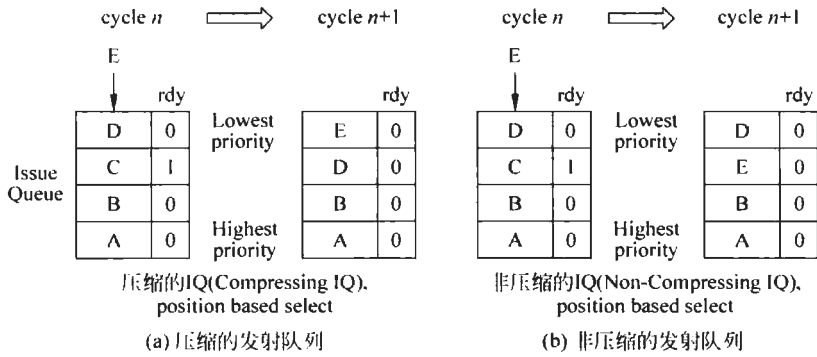 cycle n cycle n+1 cycle n cycle n+1
E E
rdy rdy rdy rdy
D 0 Lowest priority E 0 D 0 Lowest priority D 0
Issue Queue C 1 D 0 C 1 E 0
B 0 B 0 B 0 B 0
A 0 Highest priority A 0 A 0 Highest priority A 0
压缩的IQ(Compressing IQ), 非压缩的IQ(Non-Compressing IQ),
position based select position based select
(a) 压缩的发射队列 (b) 非压缩的发射队列